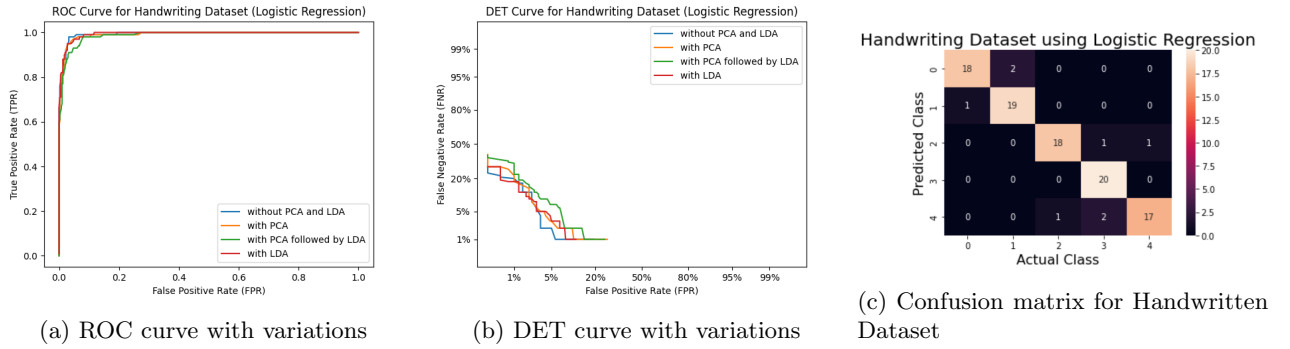 ROC Curve for Handwriting Dataset (Logistic Regression)
True Positive Rate (TPR)
1.0
0.8
0.6
0.4
0.2
0.0
without PCA and LDA
with PCA
with PCA followed by LDA
with LDA
0.0 0.2 0.4 0.6 0.8 1.0
False Positive Rate (FPR)
(a) ROC curve with variations
DET Curve for Handwriting Dataset (Logistic Regression)
False Negative Rate (FNR)
without PCA and LDA
with PCA
with PCA followed by LDA
with LDA
99%
95%
80%
50%
20%
5%
1%
1% 5% 20% 50% 80% 95% 99%
False Positive Rate (FPR)
(b) DET curve with variations
Handwriting Dataset using Logistic Regression
Predicted Class
0 18 2 0 0 0
1 1 19 0 0 0
2 0 0 18 1 1
3 0 0 0 20 0
4 0 0 1 2 17
0 1 2 3 4
Actual Class
20.0
17.5
15.0
12.5
10.0
7.5
5.0
2.5
0.0
(c) Confusion matrix for Handwritten
Dataset